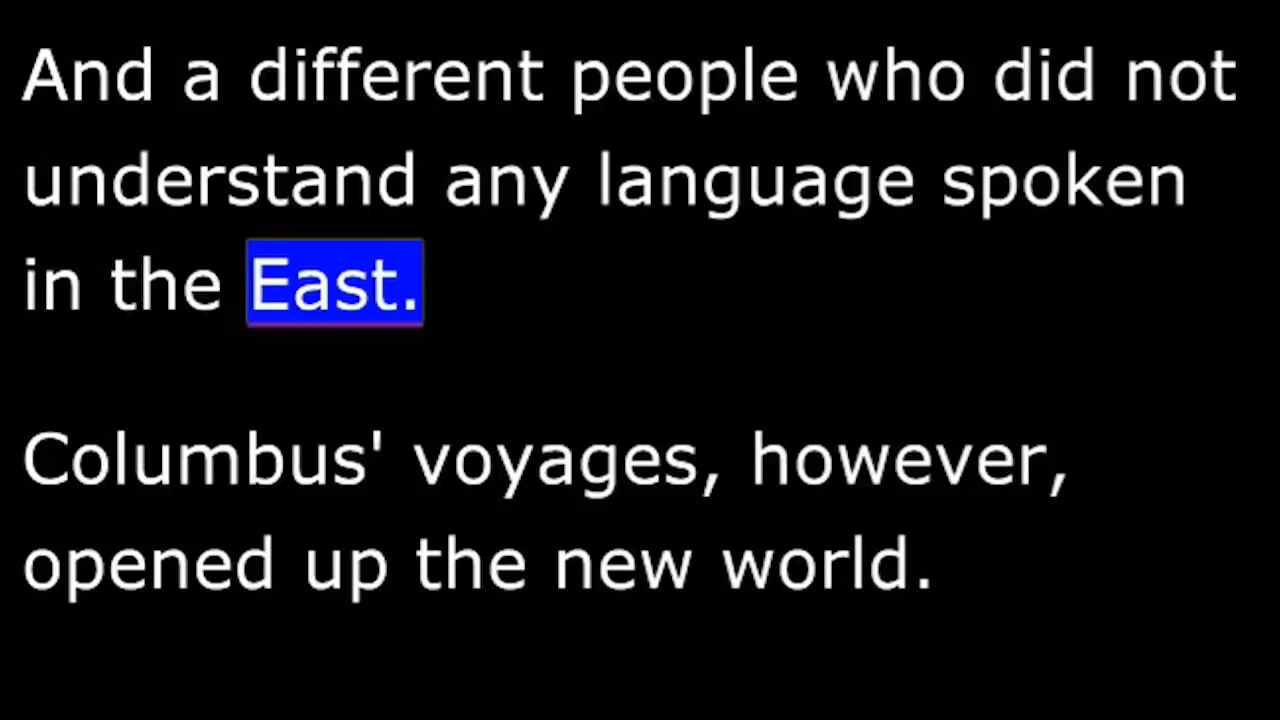 And a different people who did not
understand any language spoken
in the East.
Columbus' voyages, however,
opened up the new world.